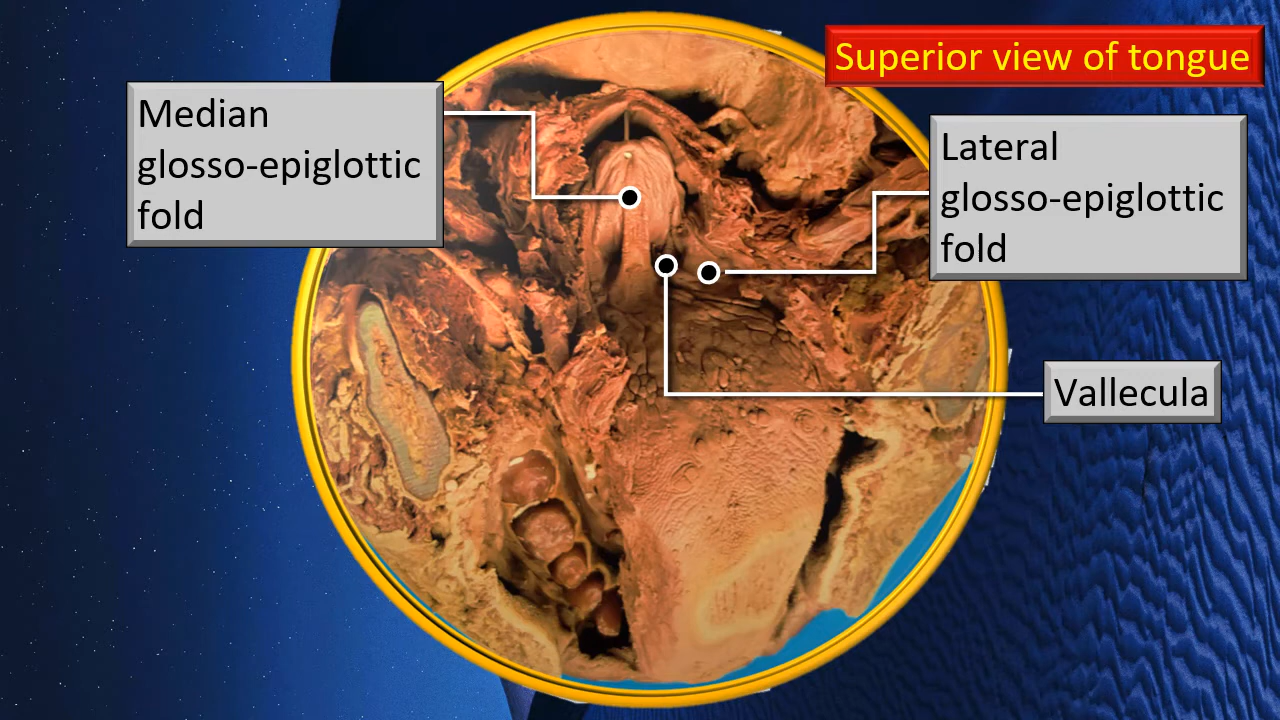 Superior view of tongue
Median
glosso-epiglottic
fold
Lateral
glosso-epiglottic
fold
Vallecula